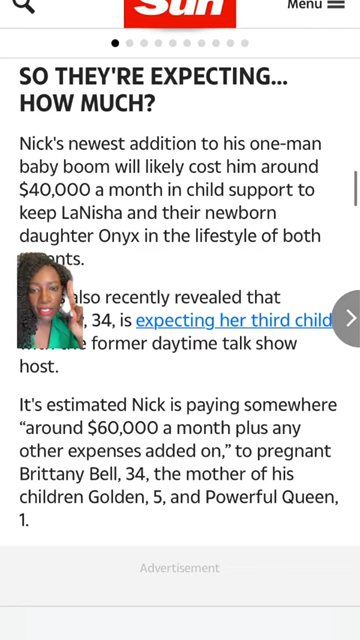 Sun
Menu
SO THEY'RE EXPECTING...
HOW MUCH?
Nick's newest addition to his one-man
baby boom will likely cost him around
$40,000 a month in child support to
keep LaNisha and their newborn
daughter Onyx in the lifestyle of both
ents.
also recently revealed that
, 34, is expecting her third child
e former daytime talk show
host.
It's estimated Nick is paying somewhere
“around $60,000 a month plus any
other expenses added on,” to pregnant
Brittany Bell, 34, the mother of his
children Golden, 5, and Powerful Queen,
1.
Advertisement